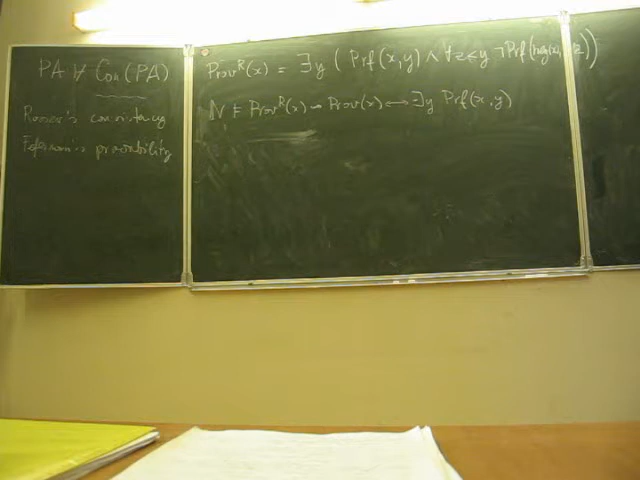 PA ⊬ Con(PA)
Rosser's consistency
Feferman's provability
Prov^R(x) = ∃y (Prf(x,y) ∧ ∀z<y ¬Prf(neg(x), z))
N ⊨ Prov^R(x) ↔ Prov(x) ⟷ ∃y Prf(x,y)